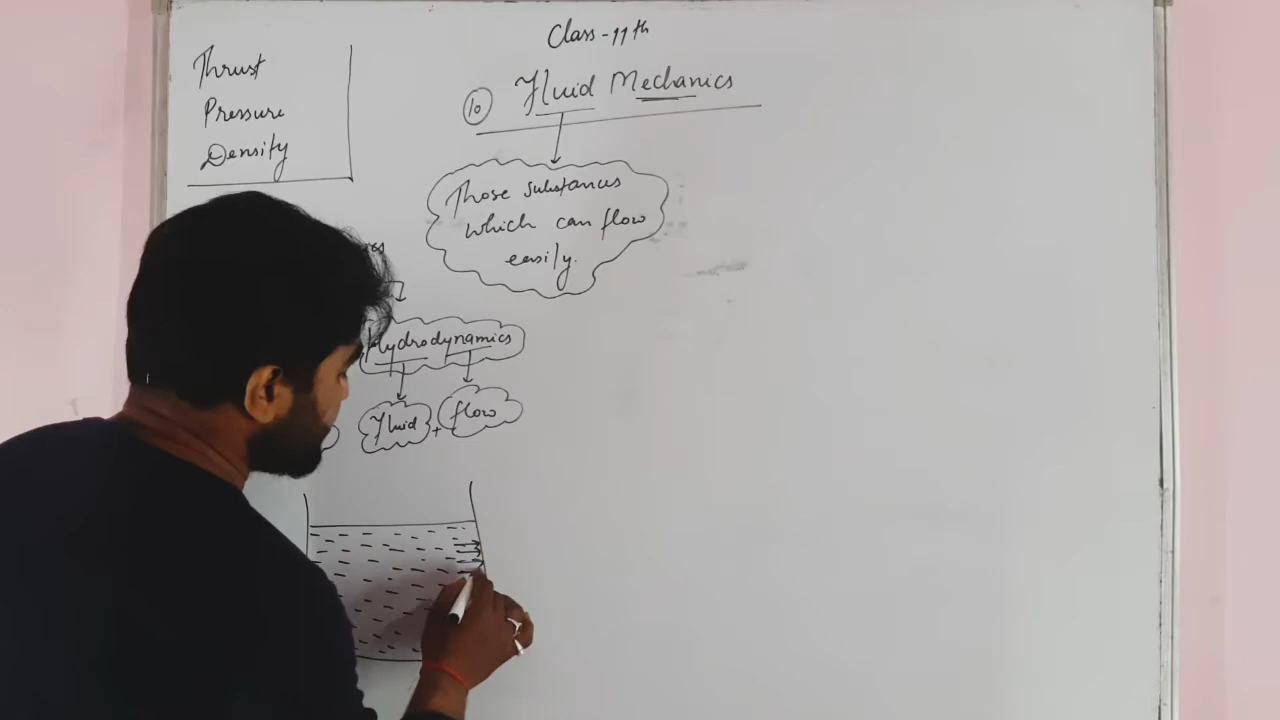 Class-11th
10 Fluid Mechanics
Thrust
Pressure
Density
Those substances
which can flow
easily.
Hydrodynamics
Fluid + flow